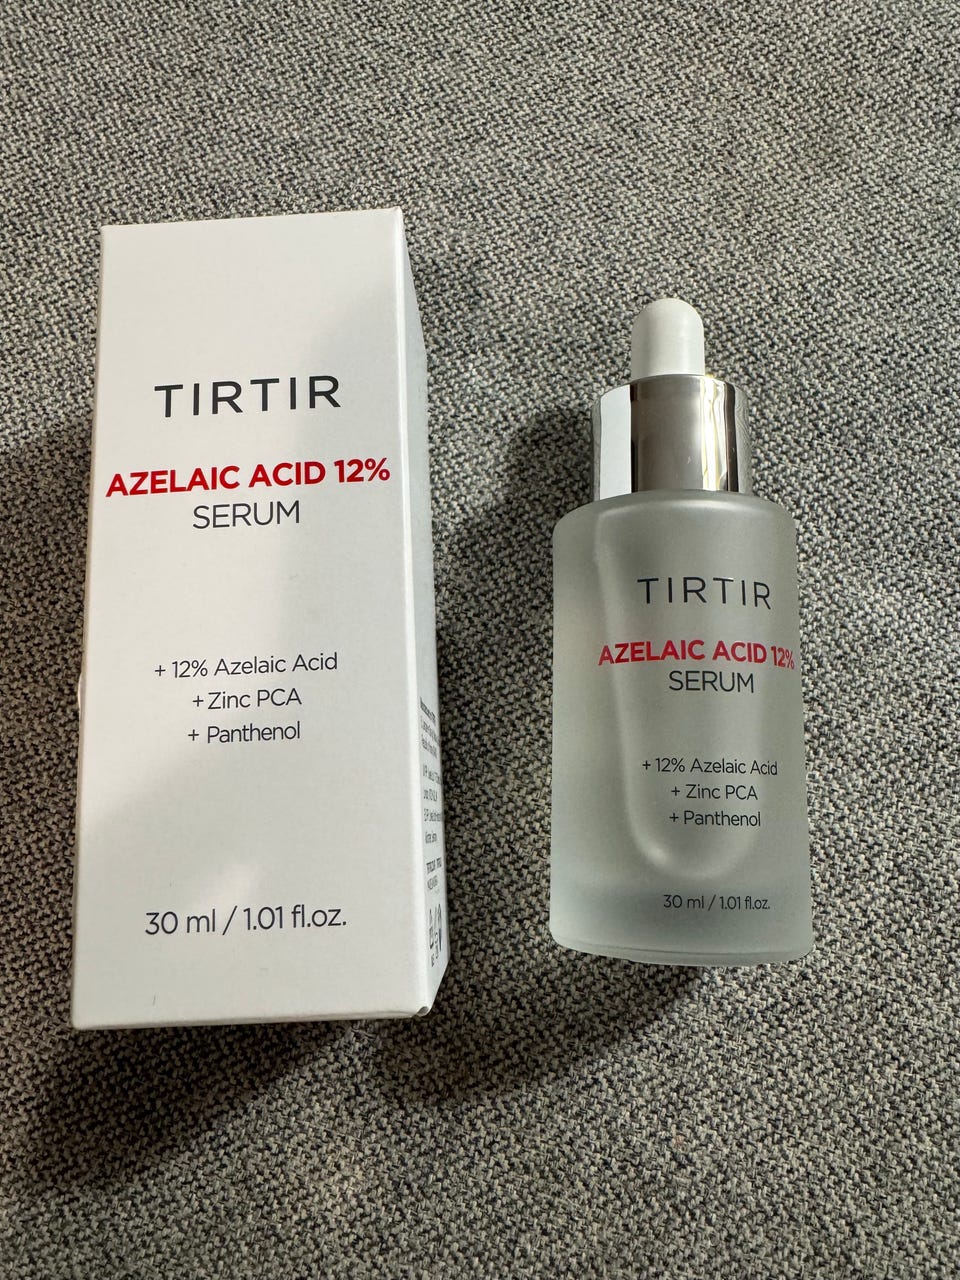 TIRTIR
AZELAIC ACID 12%
SERUM
+ 12% Azelaic Acid
+ Zinc PCA
+ Panthenol
30 ml / 1.01 fl.oz.
TIRTIR
AZELAIC ACID 12%
SERUM
+ 12% Azelaic Acid
+ Zinc PCA
+ Panthenol
30 ml / 1.01 fl.oz.